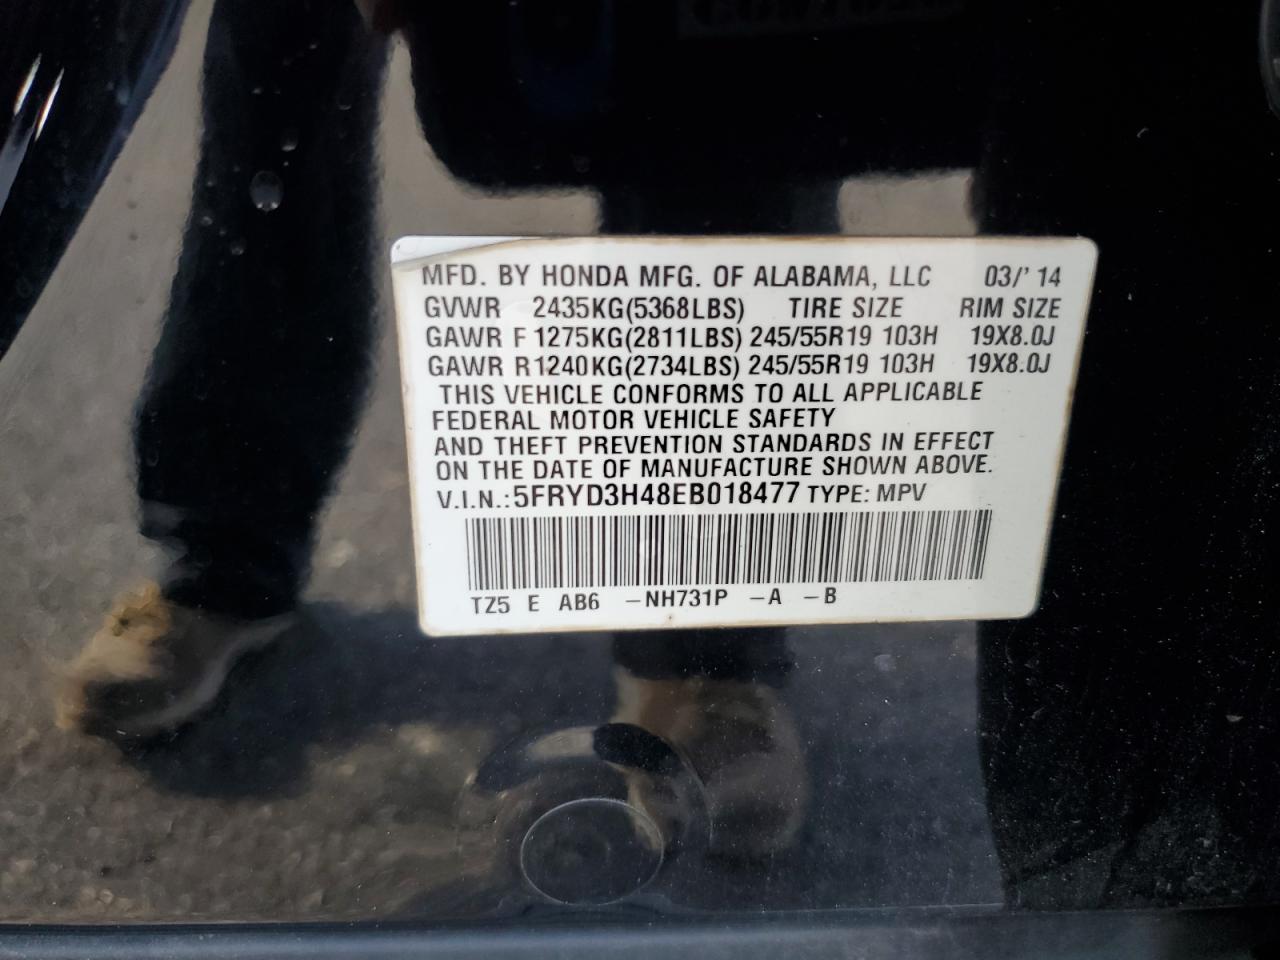 MFD. BY HONDA MFG. OF ALABAMA, LLC 03/' 14
GVWR 2435KG(5368LBS) TIRE SIZE RIM SIZE
GAWR F 1275KG(2811LBS) 245/55R19 103H 19X8.0J
GAWR R1240KG(2734LBS) 245/55R19 103H 19X8.0J
THIS VEHICLE CONFORMS TO ALL APPLICABLE
FEDERAL MOTOR VEHICLE SAFETY
AND THEFT PREVENTION STANDARDS IN EFFECT
ON THE DATE OF MANUFACTURE SHOWN ABOVE.
V.I.N.:5FRYD3H48EB018477 TYPE: MPV
TZ5 E AB6 -NH731P -A -B